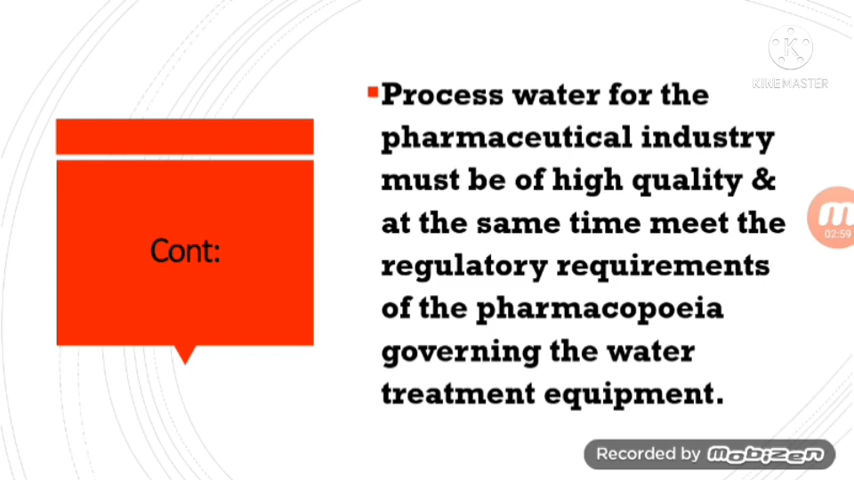 Cont:
▪Process water for the
pharmaceutical industry
must be of high quality &
at the same time meet the
regulatory requirements
of the pharmacopoeia
governing the water
treatment equipment.
K
KINEMASTER
m
02:59
Recorded by mobizen